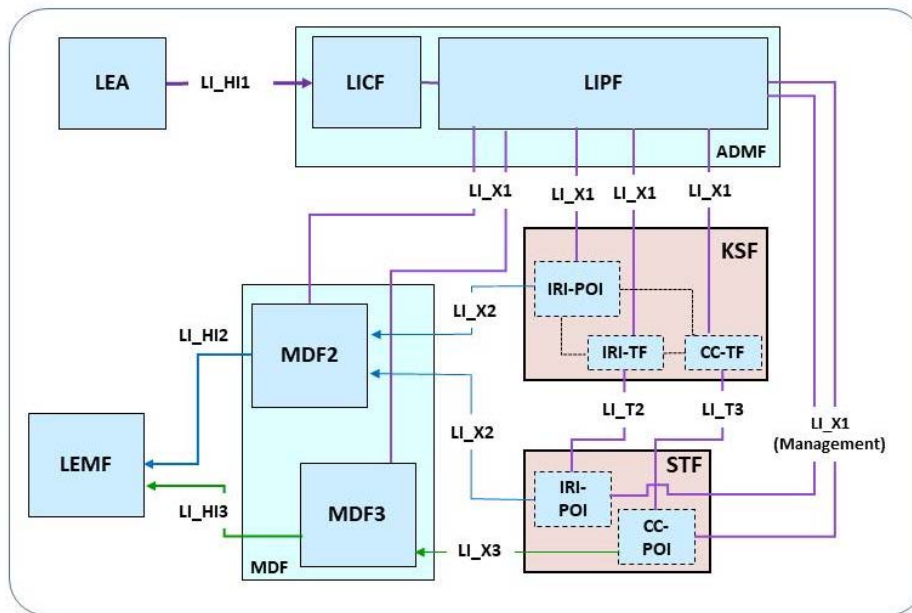 LEA
LI_HI1
LICF
LIPF
ADMF
LI_X1
LI_X1
LI_X1
LI_X1
KSF
IRI-POI
LI_X2
LI_HI2
MDF2
IRI-TF
CC-TF
LI_T2
LI_T3
LI_X1
(Management)
LI_X2
LEMF
STF
IRI-
POI
MDF3
LI_HI3
CC-
POI
LI_X3
MDF